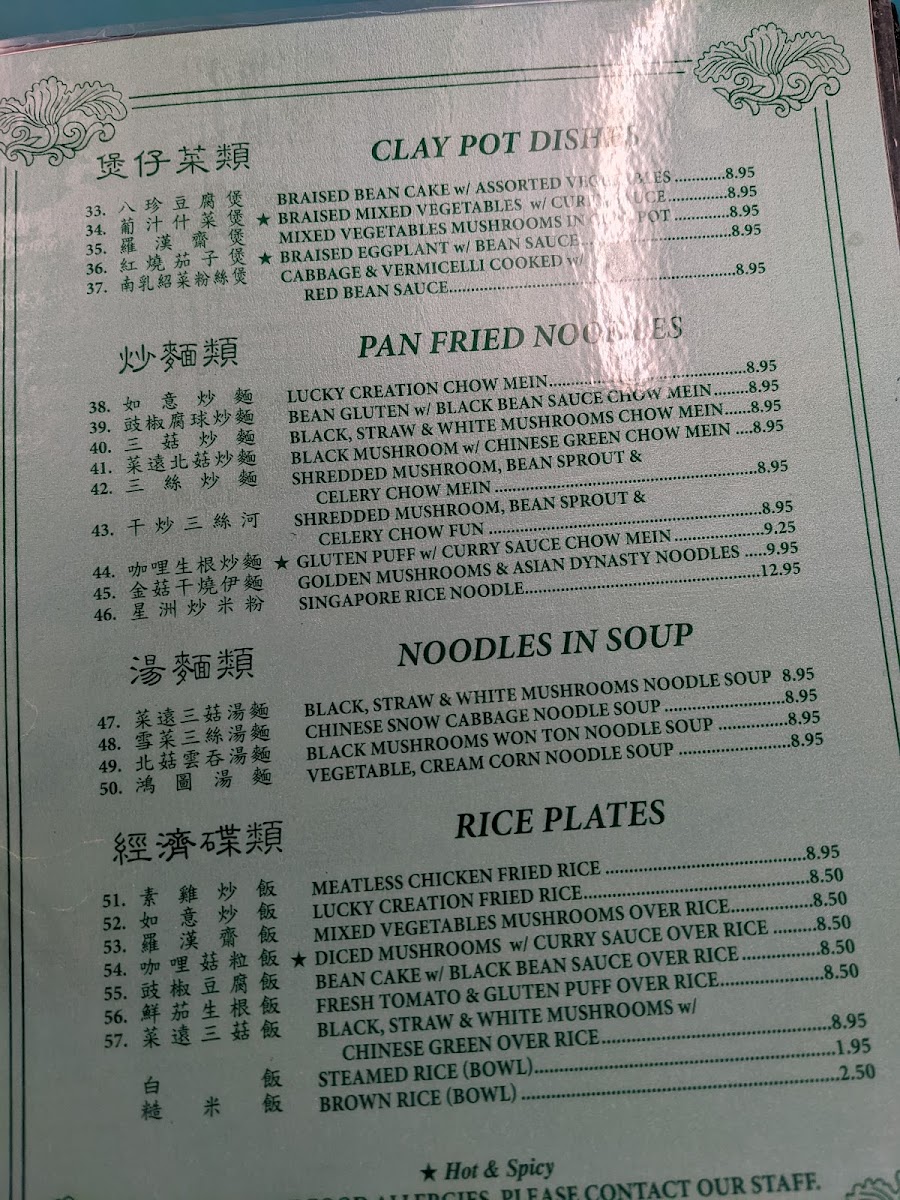 煲仔菜類 CLAY POT DISHES
33. 八珍豆腐煲 BRAISED BEAN CAKE w/ ASSORTED VEGETABLES ............8.95
34. 葡汁什菜煲 ★ BRAISED MIXED VEGETABLES w/ CURRY SAUCE..........8.95
35. 羅漢齋煲 MIXED VEGETABLES MUSHROOMS IN CLAY POT ............8.95
36. 紅燒茄子煲 ★ BRAISED EGGPLANT w/ BEAN SAUCE..........8.95
37. 南乳紹菜粉絲煲 CABBAGE & VERMICELLI COOKED w/
RED BEAN SAUCE..........8.95
炒麵類 PAN FRIED NOODLES
38. 如意炒麵 LUCKY CREATION CHOW MEIN..........8.95
39. 豉椒腐球炒麵 BEAN GLUTEN w/ BLACK BEAN SAUCE CHOW MEIN........8.95
40. 三菇炒麵 BLACK, STRAW & WHITE MUSHROOMS CHOW MEIN......8.95
41. 菜遠北菇炒麵 BLACK MUSHROOM w/ CHINESE GREEN CHOW MEIN ....8.95
42. 三絲炒麵 SHREDDED MUSHROOM, BEAN SPROUT &
CELERY CHOW MEIN ..........8.95
43. 干炒三絲河 SHREDDED MUSHROOM, BEAN SPROUT &
CELERY CHOW FUN ..........8.95
44. 咖哩生根炒麵 ★ GLUTEN PUFF w/ CURRY SAUCE CHOW MEIN ..........9.25
45. 金菇干燒伊麵 GOLDEN MUSHROOMS & ASIAN DYNASTY NOODLES .....9.95
46. 星洲炒米粉 SINGAPORE RICE NOODLE..........12.95
湯麵類 NOODLES IN SOUP
47. 菜遠三菇湯麵 BLACK, STRAW & WHITE MUSHROOMS NOODLE SOUP 8.95
48. 雪菜三絲湯麵 CHINESE SNOW CABBAGE NOODLE SOUP ..........8.95
49. 北菇雲吞湯麵 BLACK MUSHROOMS WON TON NOODLE SOUP ..........8.95
50. 鴻圖湯麵 VEGETABLE, CREAM CORN NOODLE SOUP ..........8.95
經濟碟類 RICE PLATES
51. 素雞炒飯 MEATLESS CHICKEN FRIED RICE ..........8.95
52. 如意炒飯 LUCKY CREATION FRIED RICE..........8.50
53. 羅漢齋飯 MIXED VEGETABLES MUSHROOMS OVER RICE..........8.50
54. 咖哩菇粒飯 ★ DICED MUSHROOMS w/ CURRY SAUCE OVER RICE ........8.50
55. 豉椒豆腐飯 BEAN CAKE w/ BLACK BEAN SAUCE OVER RICE ..........8.50
56. 鮮茄生根飯 FRESH TOMATO & GLUTEN PUFF OVER RICE..........8.50
57. 菜遠三菇飯 BLACK, STRAW & WHITE MUSHROOMS w/
CHINESE GREEN OVER RICE..........8.95
白飯 STEAMED RICE (BOWL)..........1.95
糙米飯 BROWN RICE (BOWL) ..........2.50
★ Hot & Spicy
FOOD ALLERGIES, PLEASE CONTACT OUR STAFF.